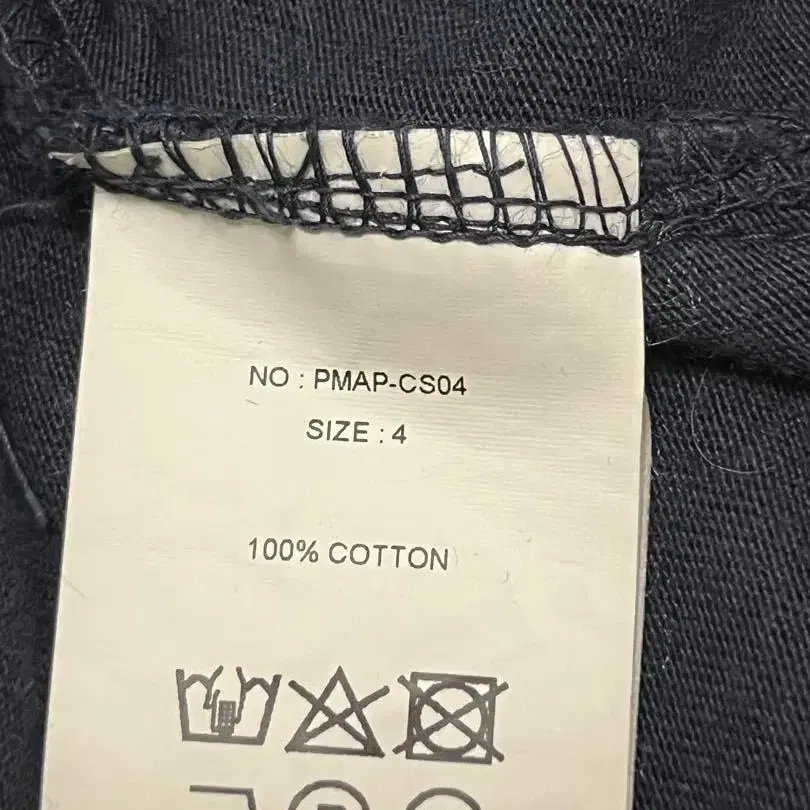 NO : PMAP-CS04
SIZE : 4
100% COTTON